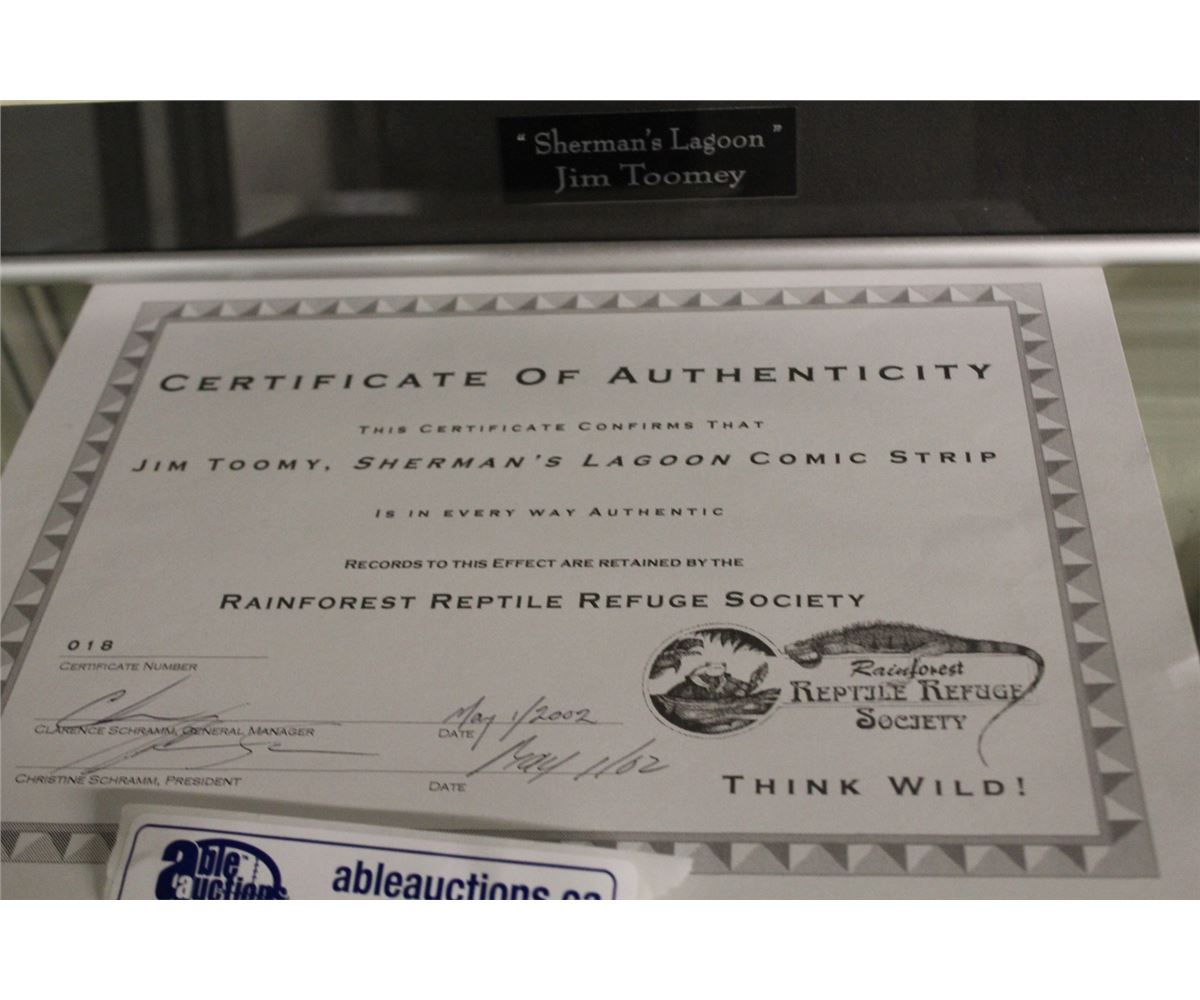 “ Sherman's Lagoon ”
Jim Toomey
CERTIFICATE OF AUTHENTICITY
THIS CERTIFICATE CONFIRMS THAT
JIM TOOMY, SHERMAN'S LAGOON COMIC STRIP
IS IN EVERY WAY AUTHENTIC
RECORDS TO THIS EFFECT ARE RETAINED BY THE
RAINFOREST REPTILE REFUGE SOCIETY
018
CERTIFICATE NUMBER
May 1/2002
CLARENCE SCHRAMM, GENERAL MANAGER DATE
May 1/02
CHRISTINE SCHRAMM, PRESIDENT DATE
Rainforest
REPTILE REFUGE
SOCIETY
THINK WILD!
able
auctions
ableauctions.ca